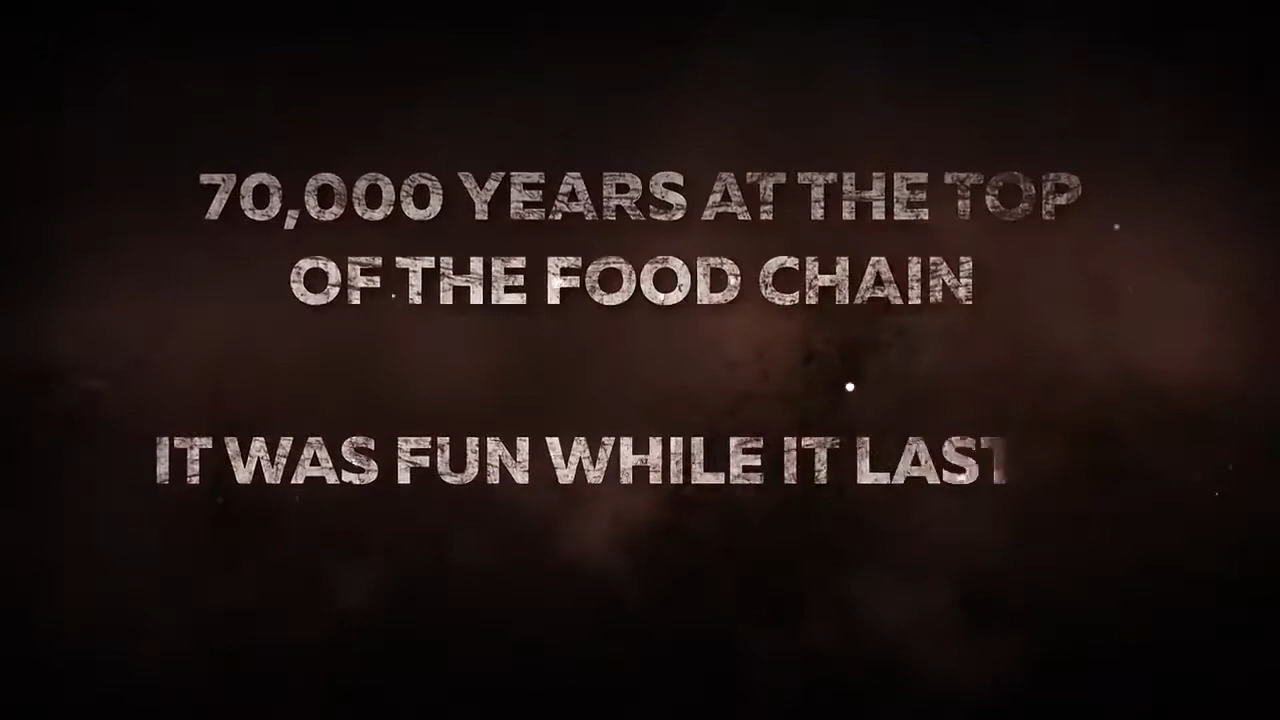 70,000 YEARS AT THE TOP
OF THE FOOD CHAIN
IT WAS FUN WHILE IT LAST